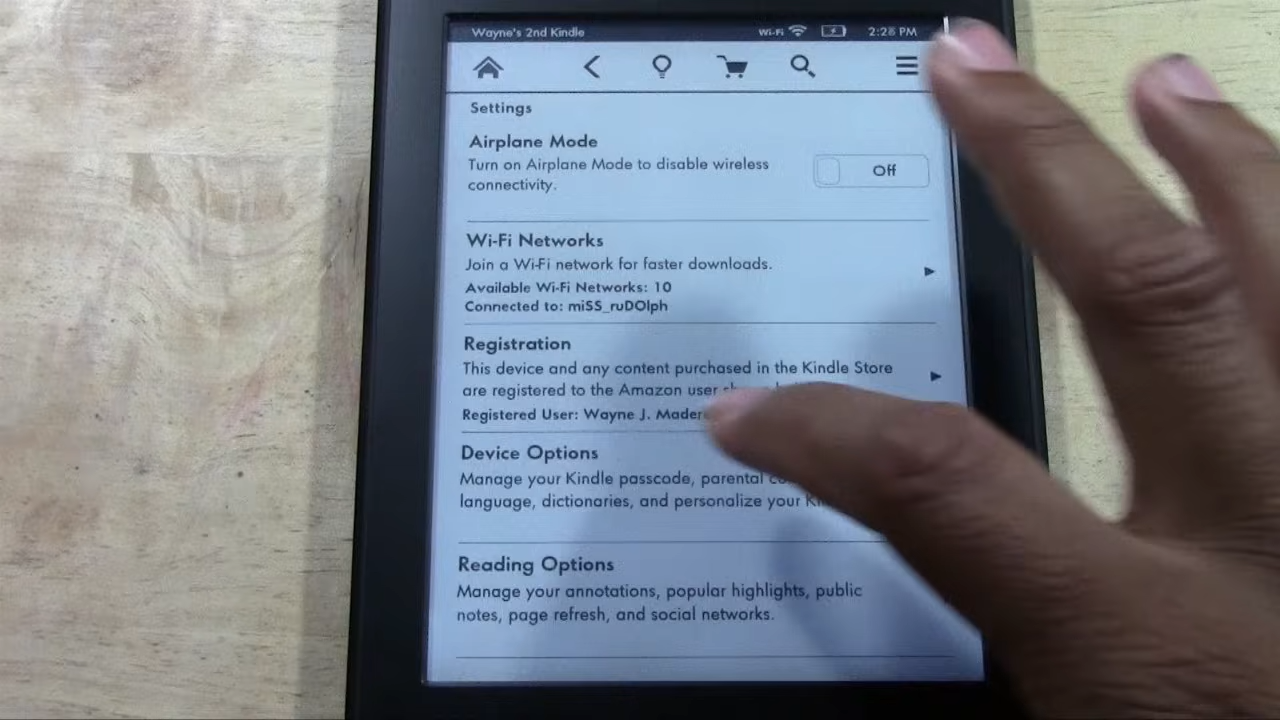 Wayne's 2nd Kindle
Wi-Fi
2:28 PM
Settings
Airplane Mode
Turn on Airplane Mode to disable wireless
connectivity.
Off
Wi-Fi Networks
Join a Wi-Fi network for faster downloads.
Available Wi-Fi Networks: 10
Connected to: miSS_ruDOlph
Registration
This device and any content purchased in the Kindle Store
are registered to the Amazon user
Registered User: Wayne J.
Device Options
Manage your Kindle passcode, parental
language, dictionaries, and personalize your
Reading Options
Manage your annotations, popular highlights, public
notes, page refresh, and social networks.